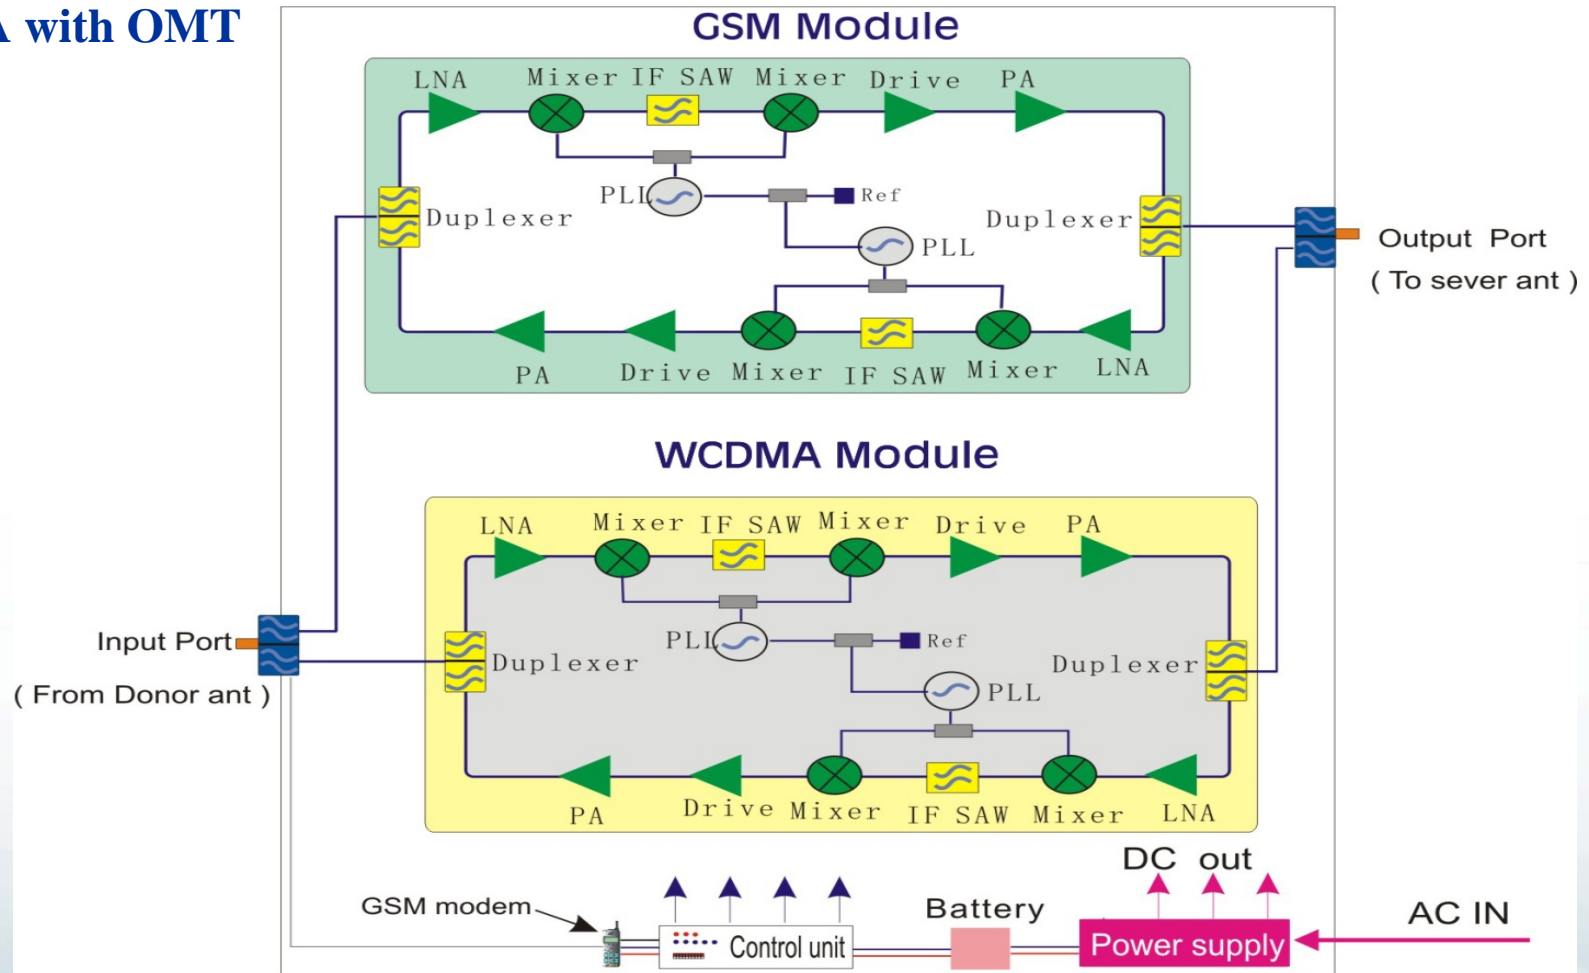 A with OMT
GSM Module
LNA Mixer IF SAW Mixer Drive PA
PLL Ref
Duplexer Duplexer
PLL
PA Drive Mixer IF SAW Mixer LNA
Output Port
( To sever ant )
WCDMA Module
LNA Mixer IF SAW Mixer Drive PA
PLL Ref
Duplexer Duplexer
PLL
PA Drive Mixer IF SAW Mixer LNA
Input Port
( From Donor ant )
DC out
GSM modem
Control unit
Battery
Power supply
AC IN